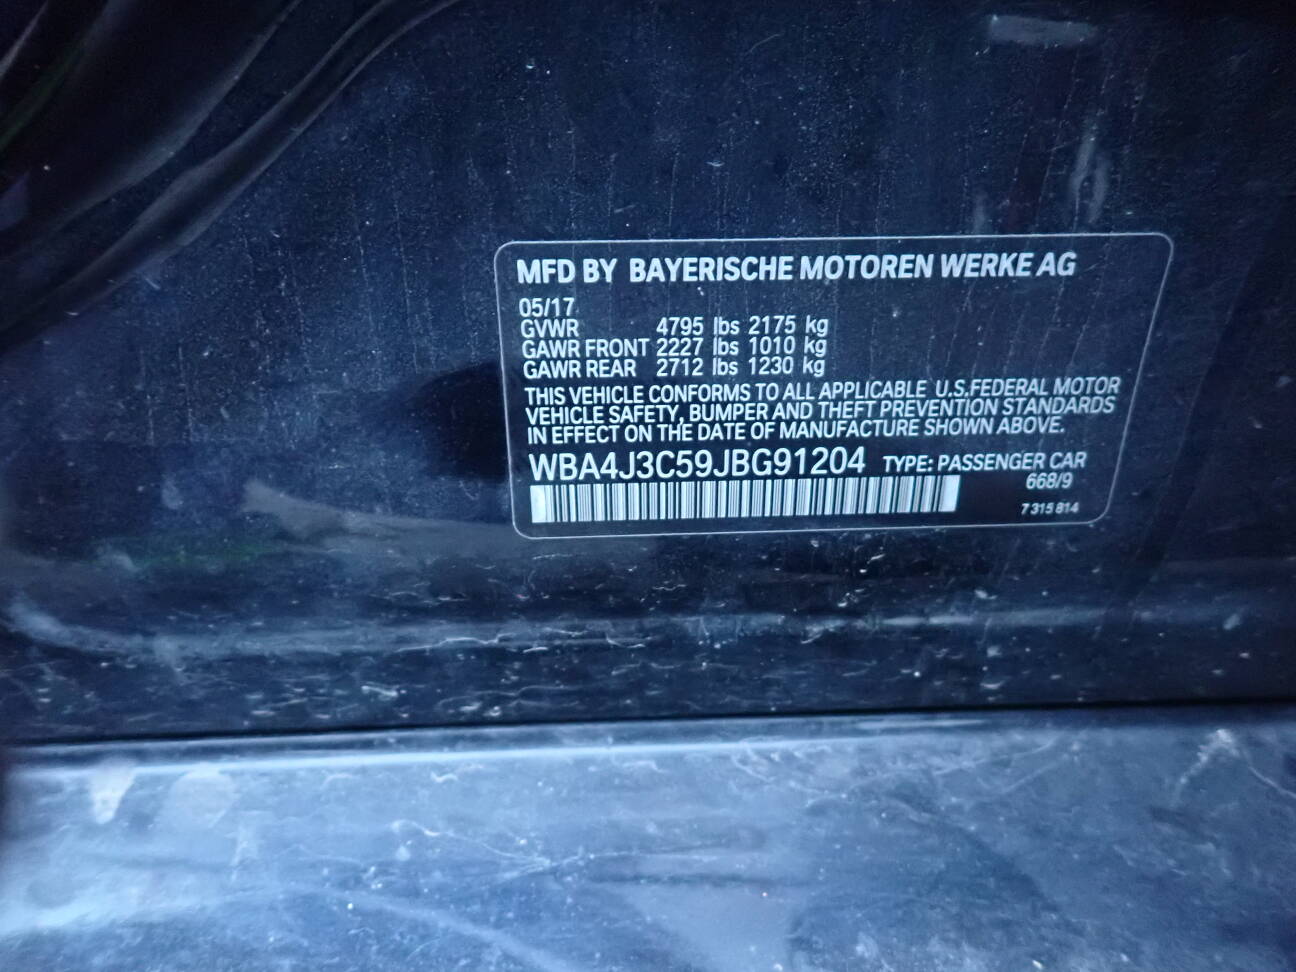 MFD BY BAYERISCHE MOTOREN WERKE AG
05/17
GVWR 4795 lbs 2175 kg
GAWR FRONT 2227 lbs 1010 kg
GAWR REAR 2712 lbs 1230 kg
THIS VEHICLE CONFORMS TO ALL APPLICABLE U.S.FEDERAL MOTOR
VEHICLE SAFETY, BUMPER AND THEFT PREVENTION STANDARDS
IN EFFECT ON THE DATE OF MANUFACTURE SHOWN ABOVE.
WBA4J3C59JBG91204 TYPE: PASSENGER CAR
668/9
7 315 814